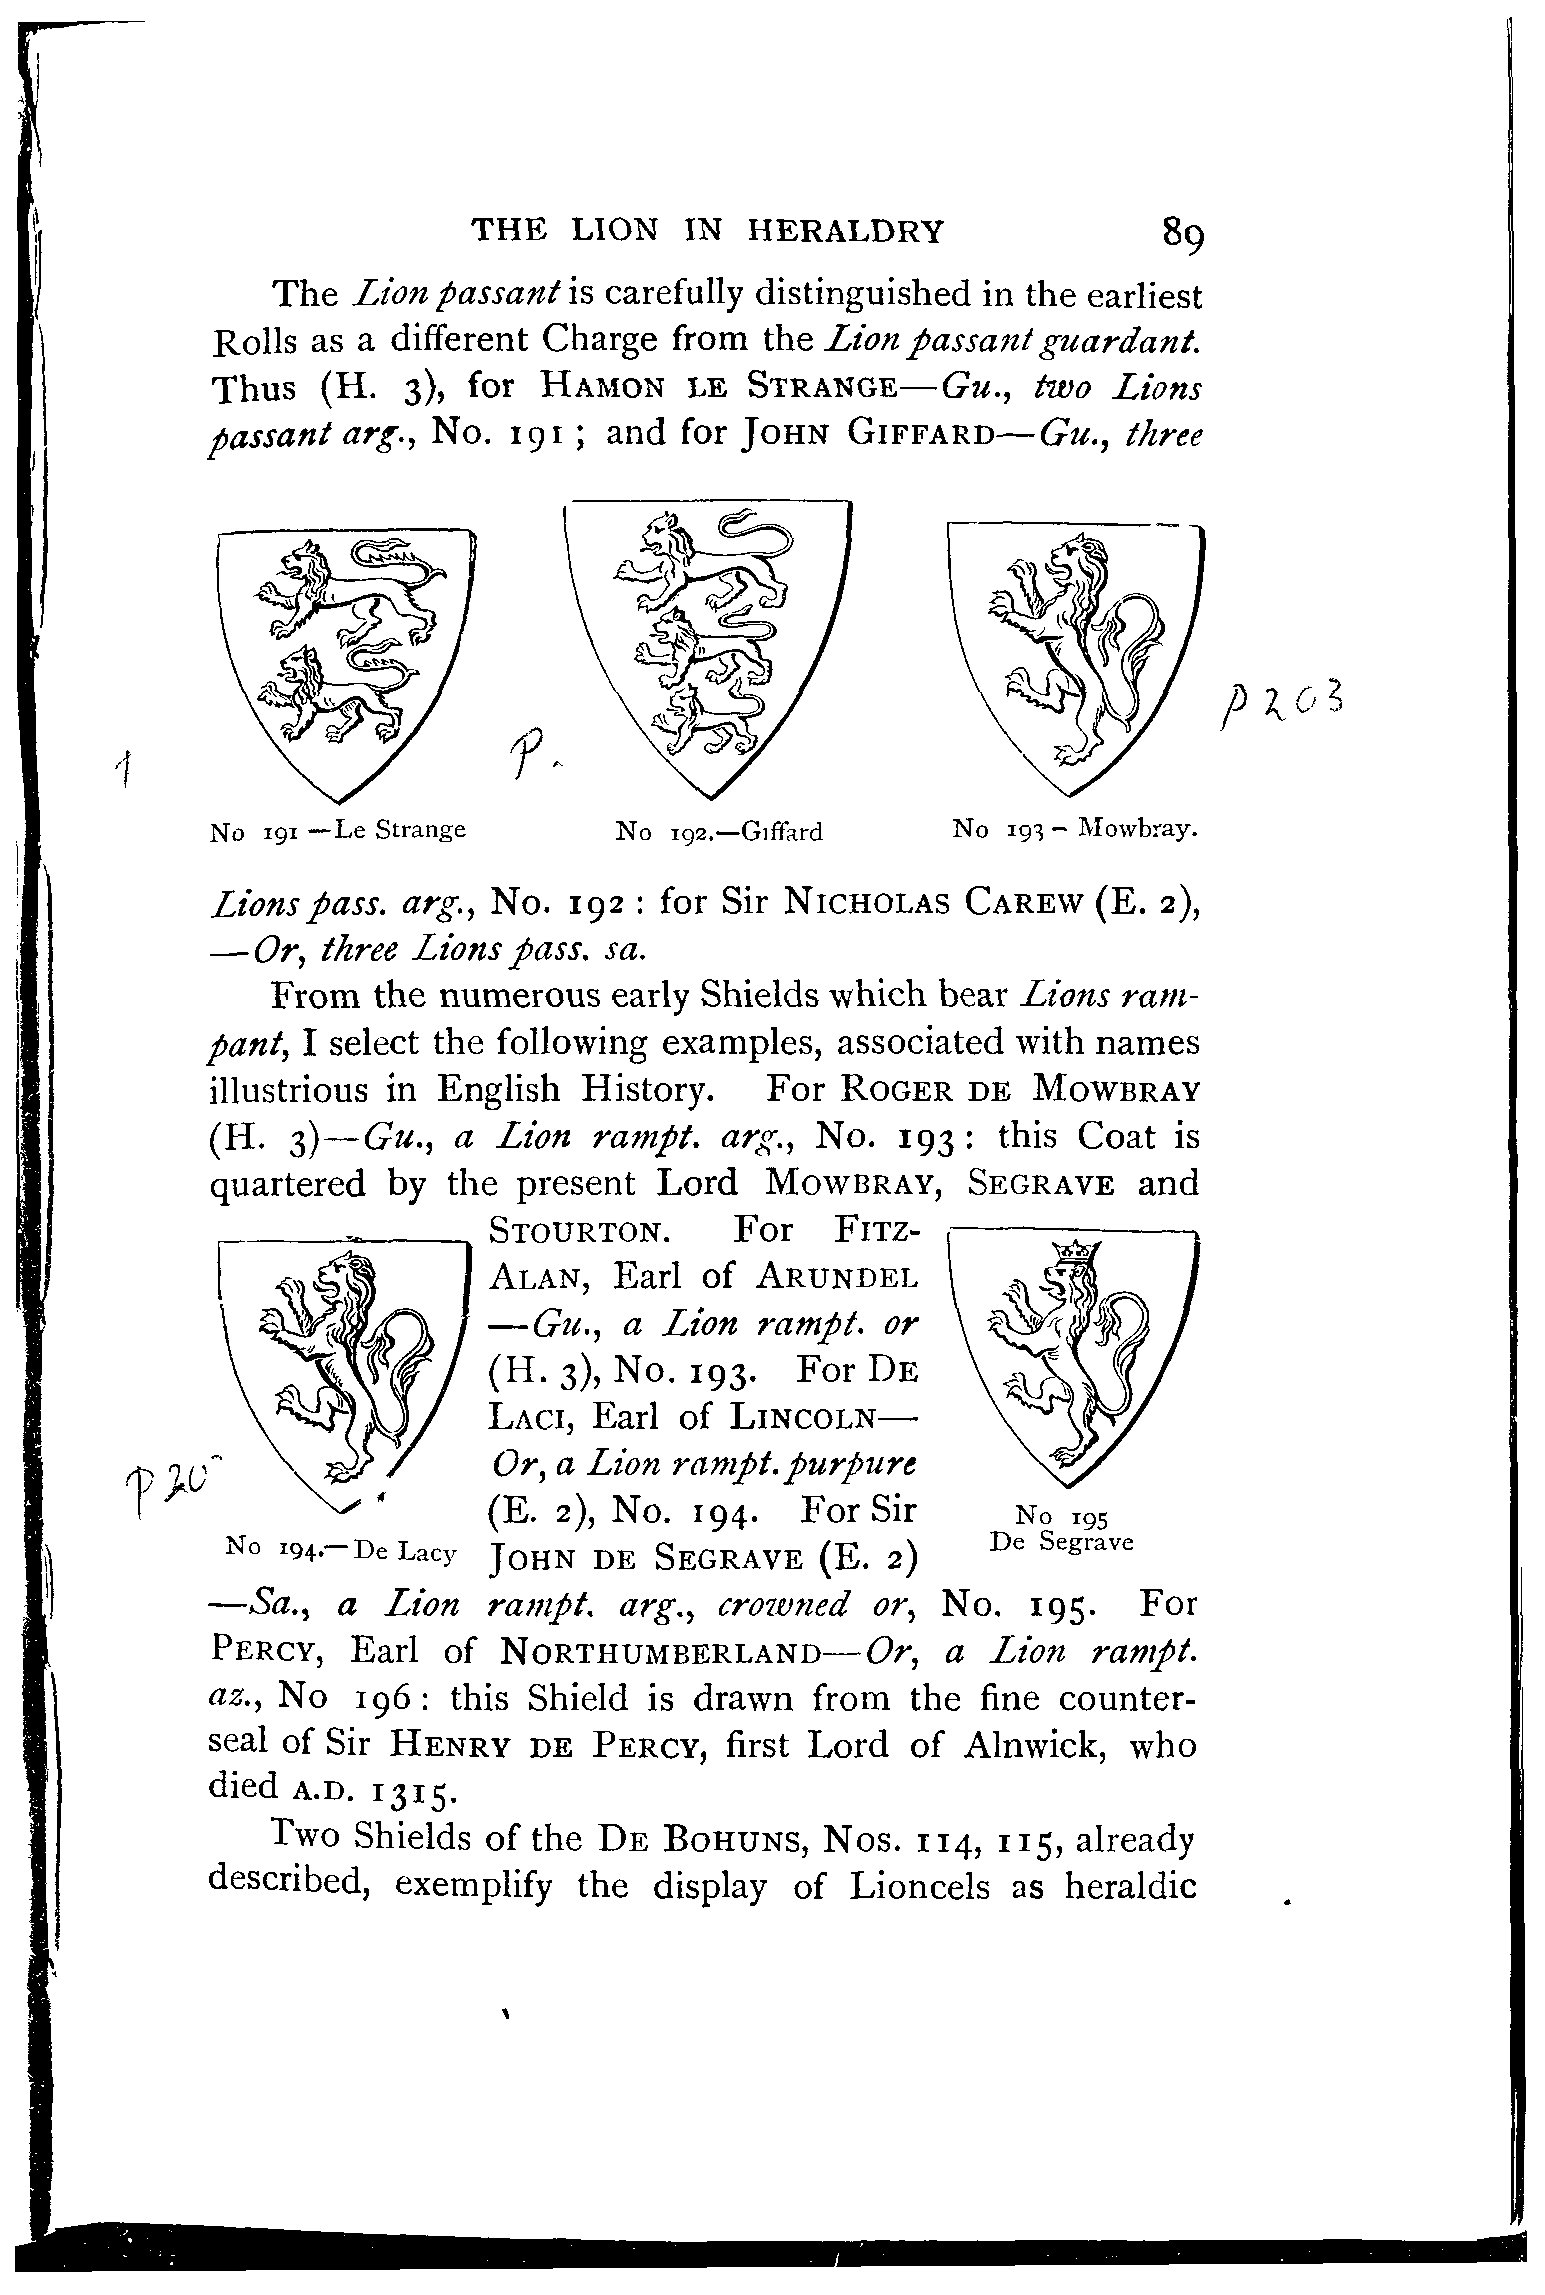 THE LION IN HERALDRY 89
The Lion passant is carefully distinguished in the earliest
Rolls as a different Charge from the Lion passant guardant.
Thus (H. 3), for HAMON LE STRANGE—Gu., two Lions
passant arg., No. 191 ; and for JOHN GIFFARD—Gu., three
P 203
1
P.
No 191 —Le Strange
No 192.—Giffard
No 193 – Mowbray.
Lions pass. arg., No. 192 : for Sir NICHOLAS CAREW (E. 2),
—Or, three Lions pass. sa.
From the numerous early Shields which bear Lions ram-
pant, I select the following examples, associated with names
illustrious in English History. For ROGER DE MOWBRAY
(H. 3)—Gu., a Lion rampt. arg., No. 193 : this Coat is
quartered by the present Lord MOWBRAY, SEGRAVE and
STOURTON. For FITZ-
ALAN, Earl of ARUNDEL
—Gu., a Lion rampt. or
(H. 3), No. 193. For DE
LACI, Earl of LINCOLN—
Or, a Lion rampt. purpure
(E. 2), No. 194. For Sir
JOHN DE SEGRAVE (E. 2)
P 20
No 194.—De Lacy
No 195
De Segrave
—Sa., a Lion rampt. arg., crowned or, No. 195. For
PERCY, Earl of NORTHUMBERLAND—Or, a Lion rampt.
az., No 196 : this Shield is drawn from the fine counter-
seal of Sir HENRY DE PERCY, first Lord of Alnwick, who
died A.D. 1315.
Two Shields of the DE BOHUNS, Nos. 114, 115, already
described, exemplify the display of Lioncels as heraldic